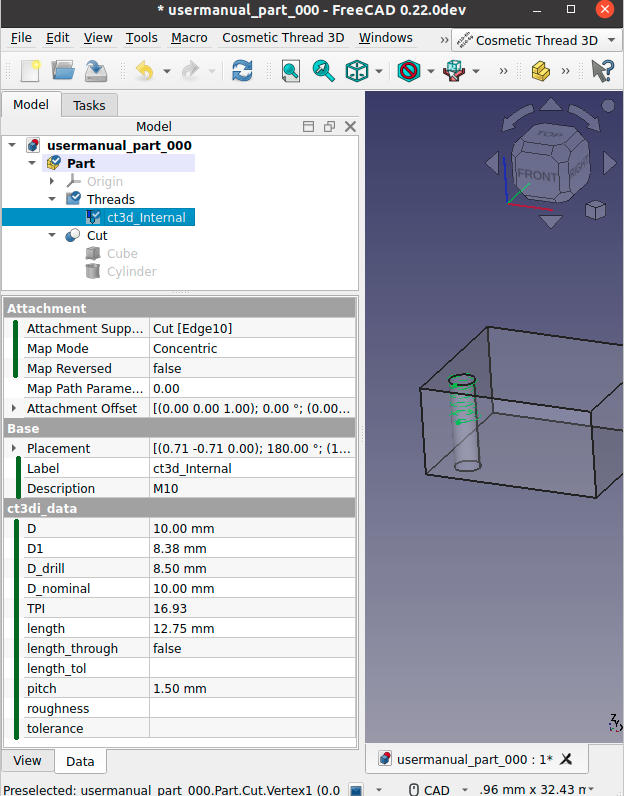 * usermanual_part_000 - FreeCAD 0.22.0dev
File Edit View Tools Macro Cosmetic Thread 3D Windows » Cosmetic Thread 3D
» »
Model Tasks
Model
usermanual_part_000
Part
Origin
Threads
ct3d_Internal
Cut
Cube
Cylinder
Attachment
Attachment Supp... Cut [Edge10]
Map Mode Concentric
Map Reversed false
Map Path Parame... 0.00
Attachment Offset [(0.00 0.00 1.00); 0.00 °; (0.00...
Base
Placement [(0.71 -0.71 0.00); 180.00 °; (1...
Label ct3d_Internal
Description M10
ct3di_data
D 10.00 mm
D1 8.38 mm
D_drill 8.50 mm
D_nominal 10.00 mm
TPI 16.93
length 12.75 mm
length_through false
length_tol
pitch 1.50 mm
roughness
tolerance
TOP
FRONT
RIGHT
Z
View Data
usermanual_part_000 : 1*
Preselected: usermanual_part_000.Part.Cut.Vertex1 (0.0 CAD .96 mm x 32.43 m